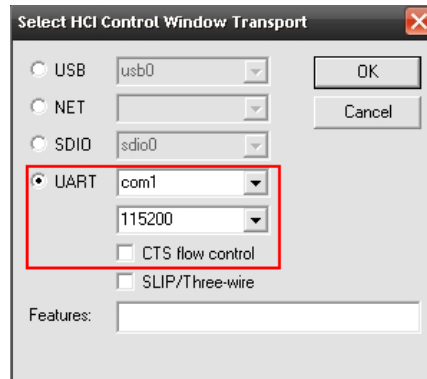 Select HCI Control Window Transport
USB usb0 OK
NET Cancel
SDIO sdio0
UART com1
115200
CTS flow control
SLIP/Three-wire
Features: